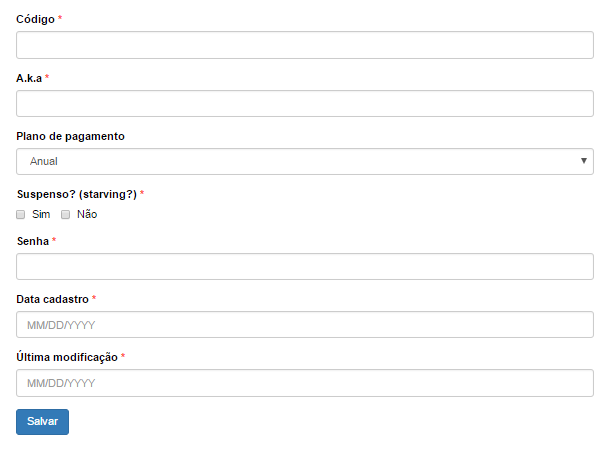 Código *
A.k.a *
Plano de pagamento
Anual
Suspenso? (starving?) *
Sim Não
Senha *
Data cadastro *
MM/DD/YYYY
Última modificação *
MM/DD/YYYY
Salvar